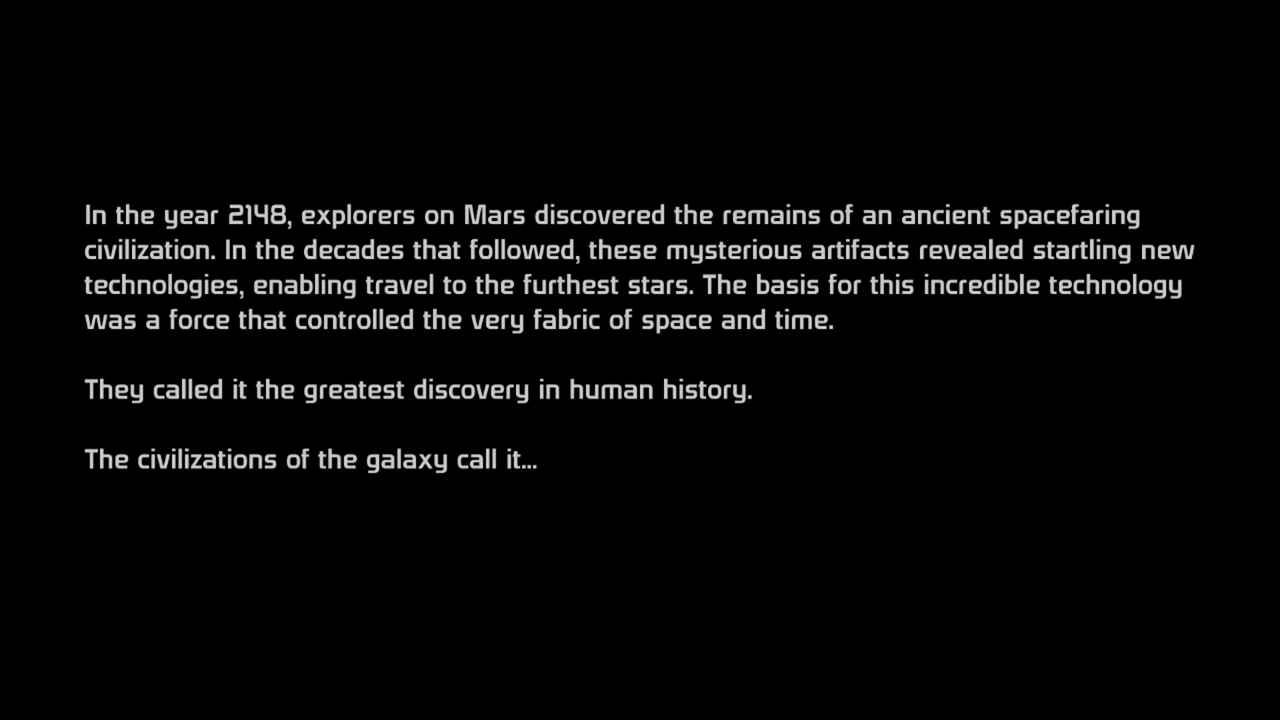 In the year 2148, explorers on Mars discovered the remains of an ancient spacefaring
civilization. In the decades that followed, these mysterious artifacts revealed startling new
technologies, enabling travel to the furthest stars. The basis for this incredible technology
was a force that controlled the very fabric of space and time.
They called it the greatest discovery in human history.
The civilizations of the galaxy call it...